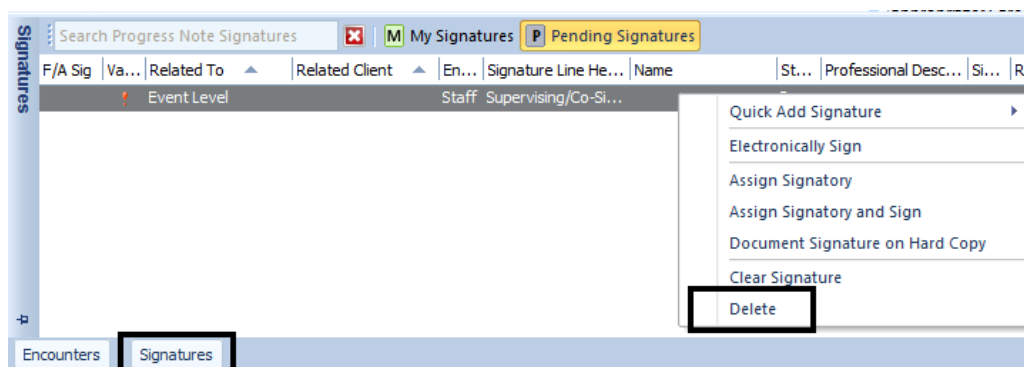 Signatures
Search Progress Note Signatures M My Signatures P Pending Signatures
F/A Sig Va... Related To Related Client En... Signature Line He... Name St... Professional Desc... Si... R
Event Level Staff Supervising/Co-Si...
Quick Add Signature
Electronically Sign
Assign Signatory
Assign Signatory and Sign
Document Signature on Hard Copy
Clear Signature
Delete
Encounters Signatures